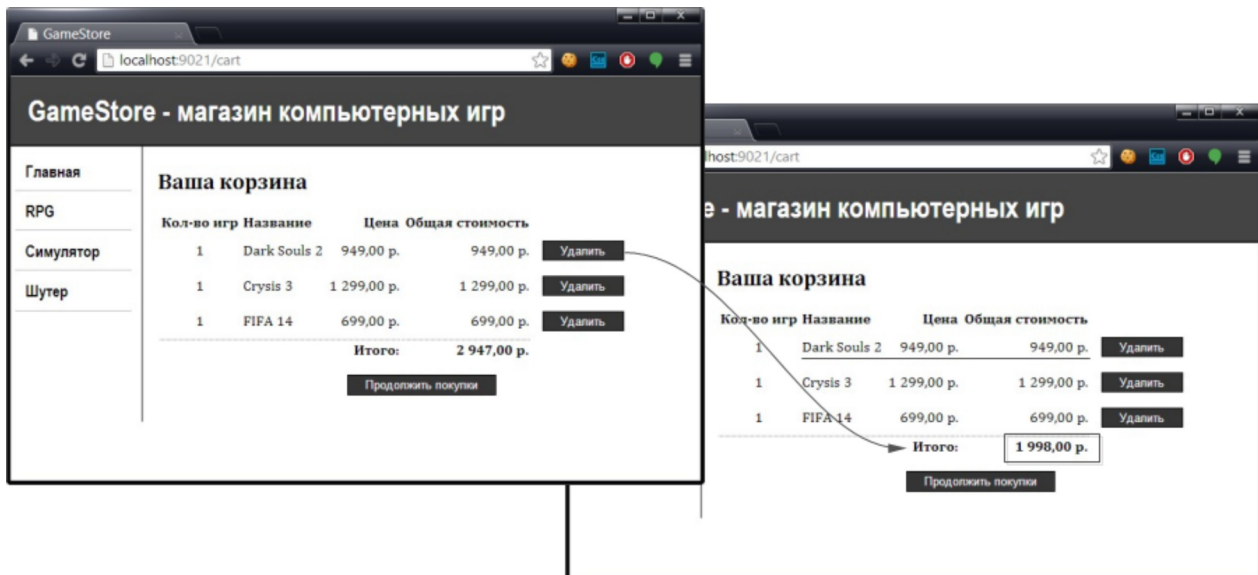 GameStore
localhost:9021/cart
GameStore - магазин компьютерных игр
Главная
RPG
Симулятор
Шутер
Ваша корзина
Кол-во игр Название Цена Общая стоимость
1 Dark Souls 2 949,00 р. 949,00 р. Удалить
1 Crysis 3 1 299,00 р. 1 299,00 р. Удалить
1 FIFA 14 699,00 р. 699,00 р. Удалить
Итого: 2 947,00 р.
Продолжить покупки
lhost:9021/cart
е - магазин компьютерных игр
Ваша корзина
Кол-во игр Название Цена Общая стоимость
1 Dark Souls 2 949,00 р. 949,00 р. Удалить
1 Crysis 3 1 299,00 р. 1 299,00 р. Удалить
1 FIFA 14 699,00 р. 699,00 р. Удалить
Итого: 1 998,00 р.
Продолжить покупки